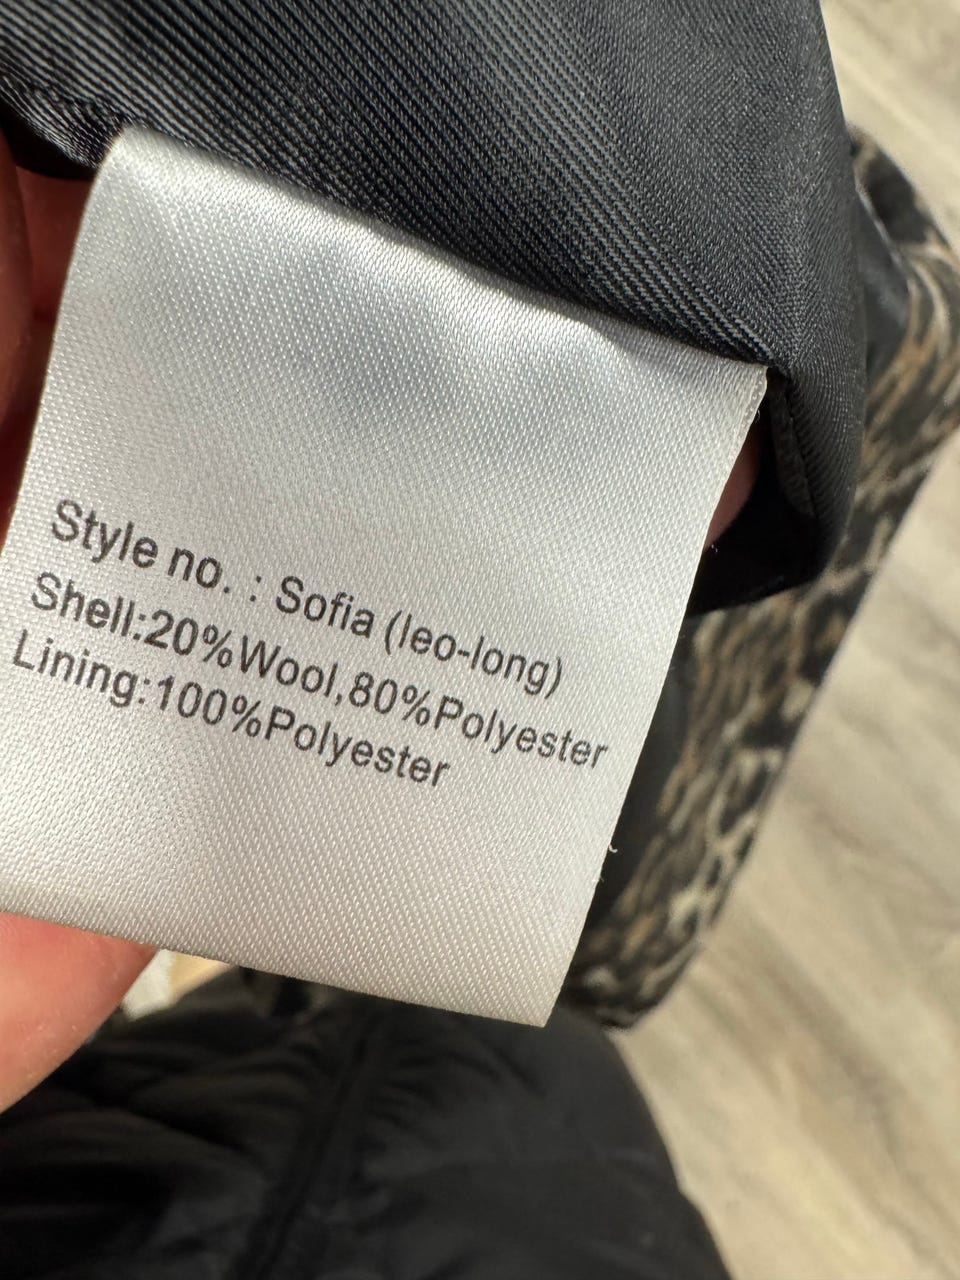 Style no. : Sofia (leo-long)
Shell:20%Wool,80%Polyester
Lining:100%Polyester